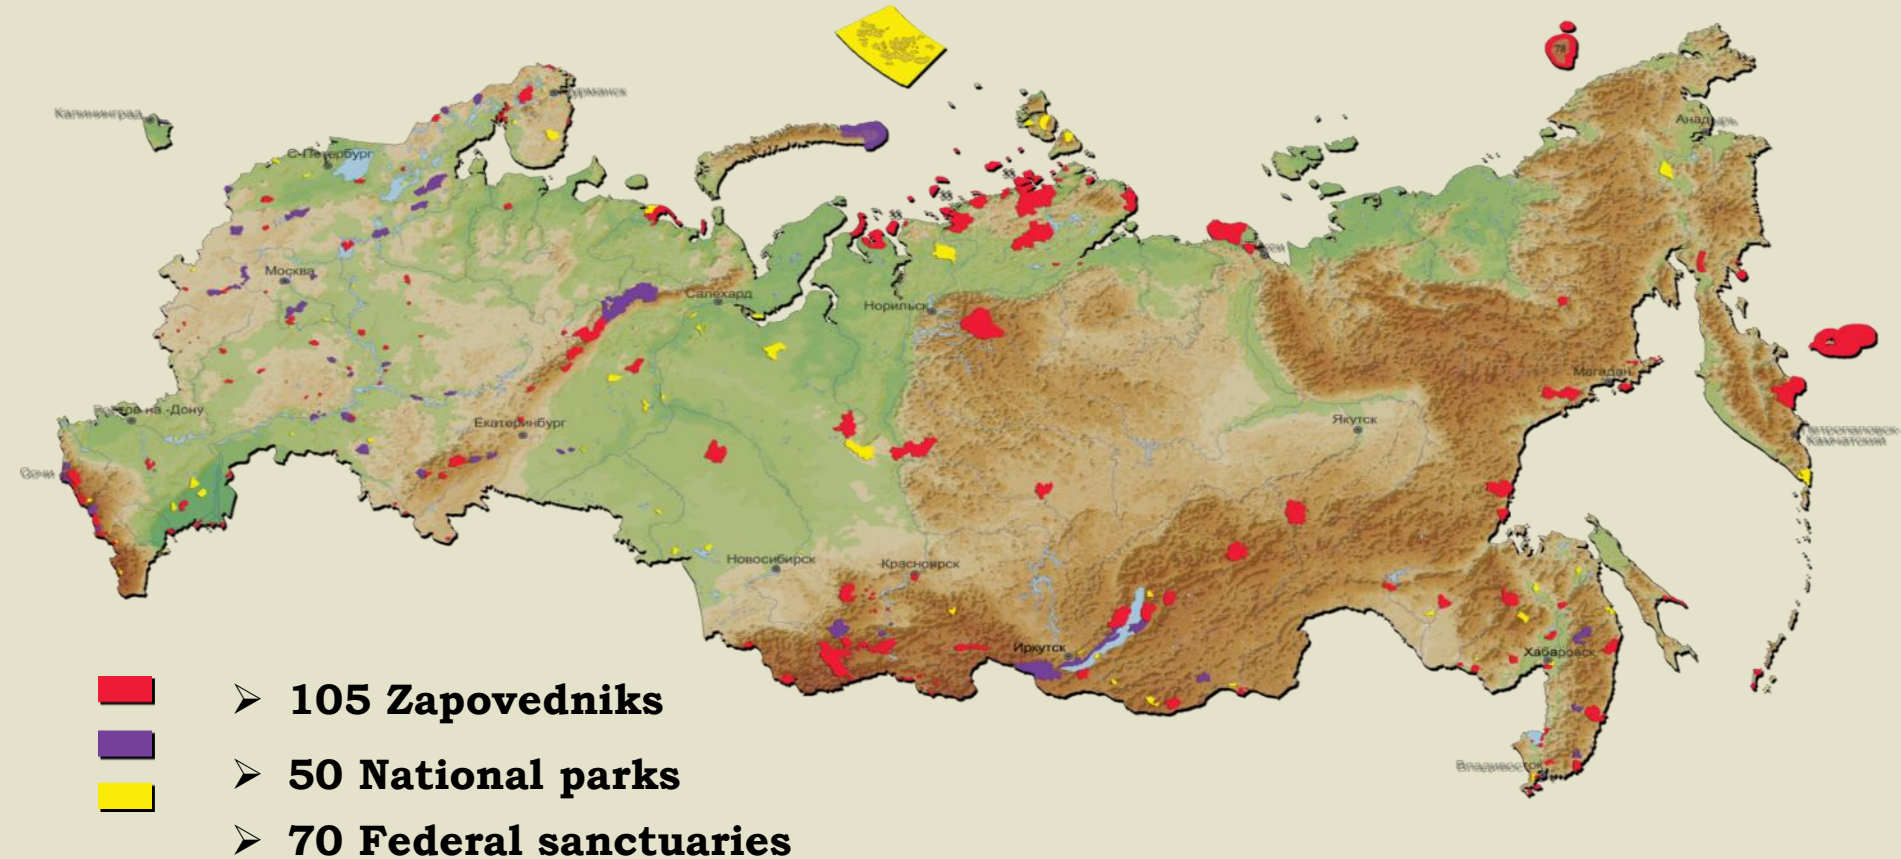 Калининград
Мурманск
С-Петербург
Анадырь
Москва
Салехард
Норильск
Магадан
Ростов-на-Дону
Екатеринбург
Якутск
Петропавловск-
Камчатский
Сочи
Новосибирск
Красноярск
Иркутск
Хабаровск
Владивосток
➢ 105 Zapovedniks
➢ 50 National parks
➢ 70 Federal sanctuaries